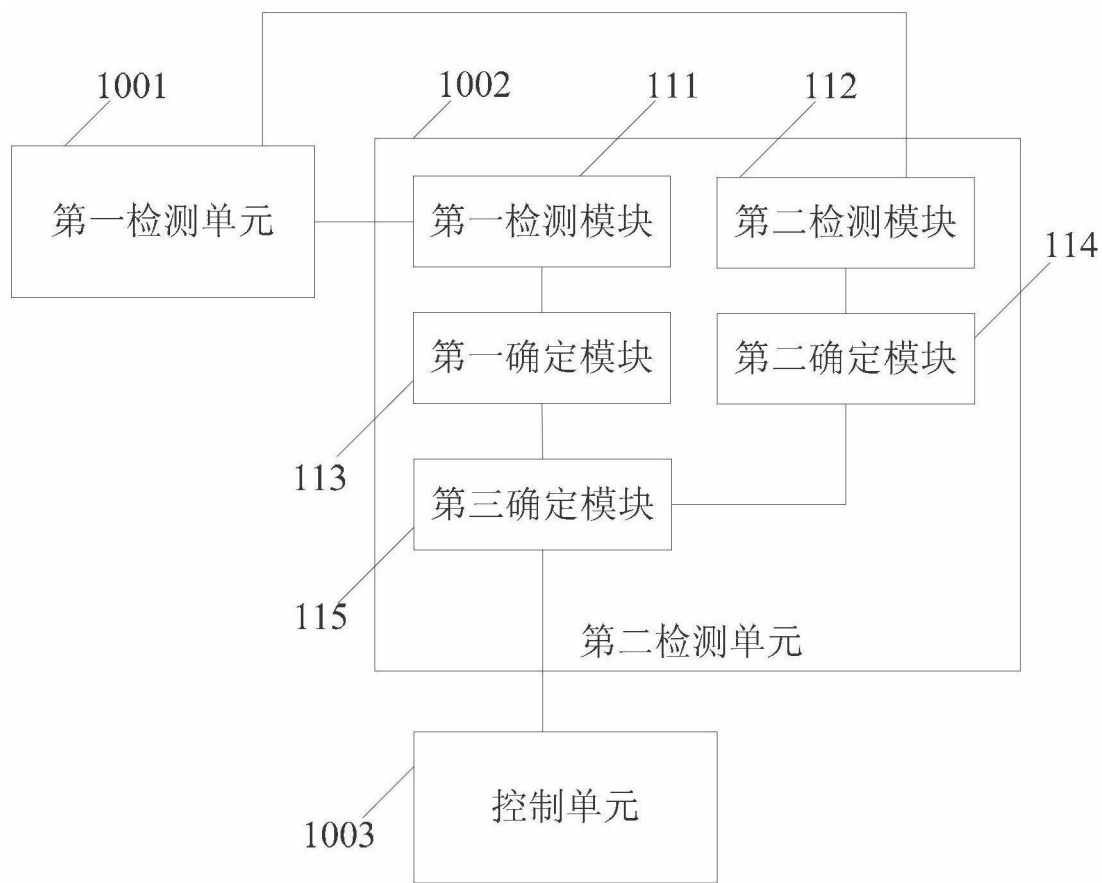 1001
1002
111
112
第一检测单元
第一检测模块
第二检测模块
114
第一确定模块
第二确定模块
113
第三确定模块
115
第二检测单元
控制单元
1003